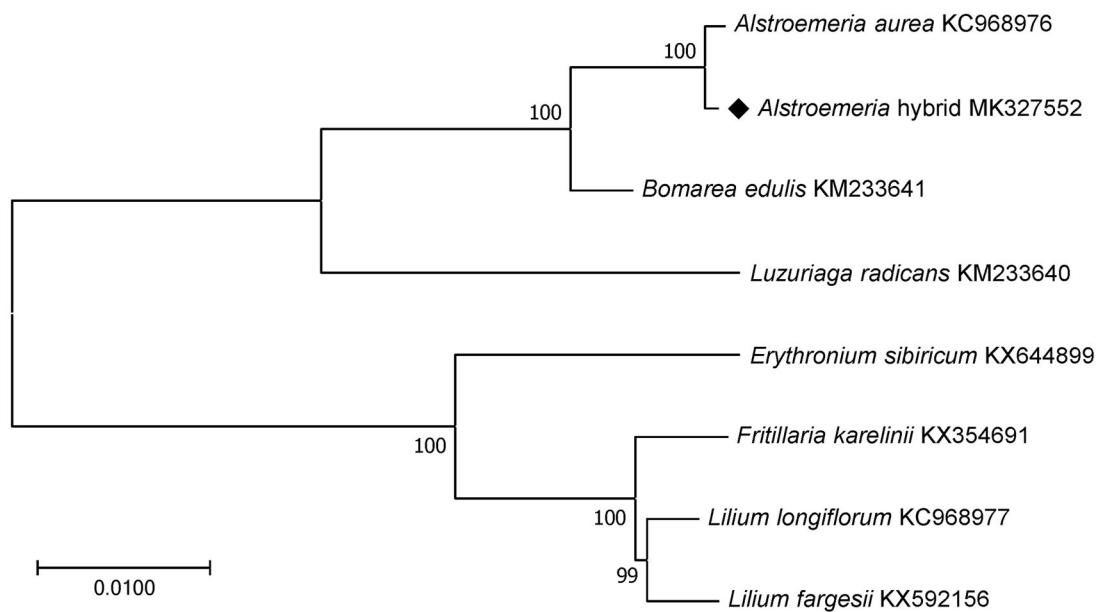 Alstroemeria aurea KC968976
100
100
Alstroemeria hybrid MK327552
Bomarea edulis KM233641
Luzuriaga radicans KM233640
Erythronium sibiricum KX644899
100
Fritillaria karelinii KX354691
100
Lilium longiflorum KC968977
99
Lilium fargesii KX592156
0.0100